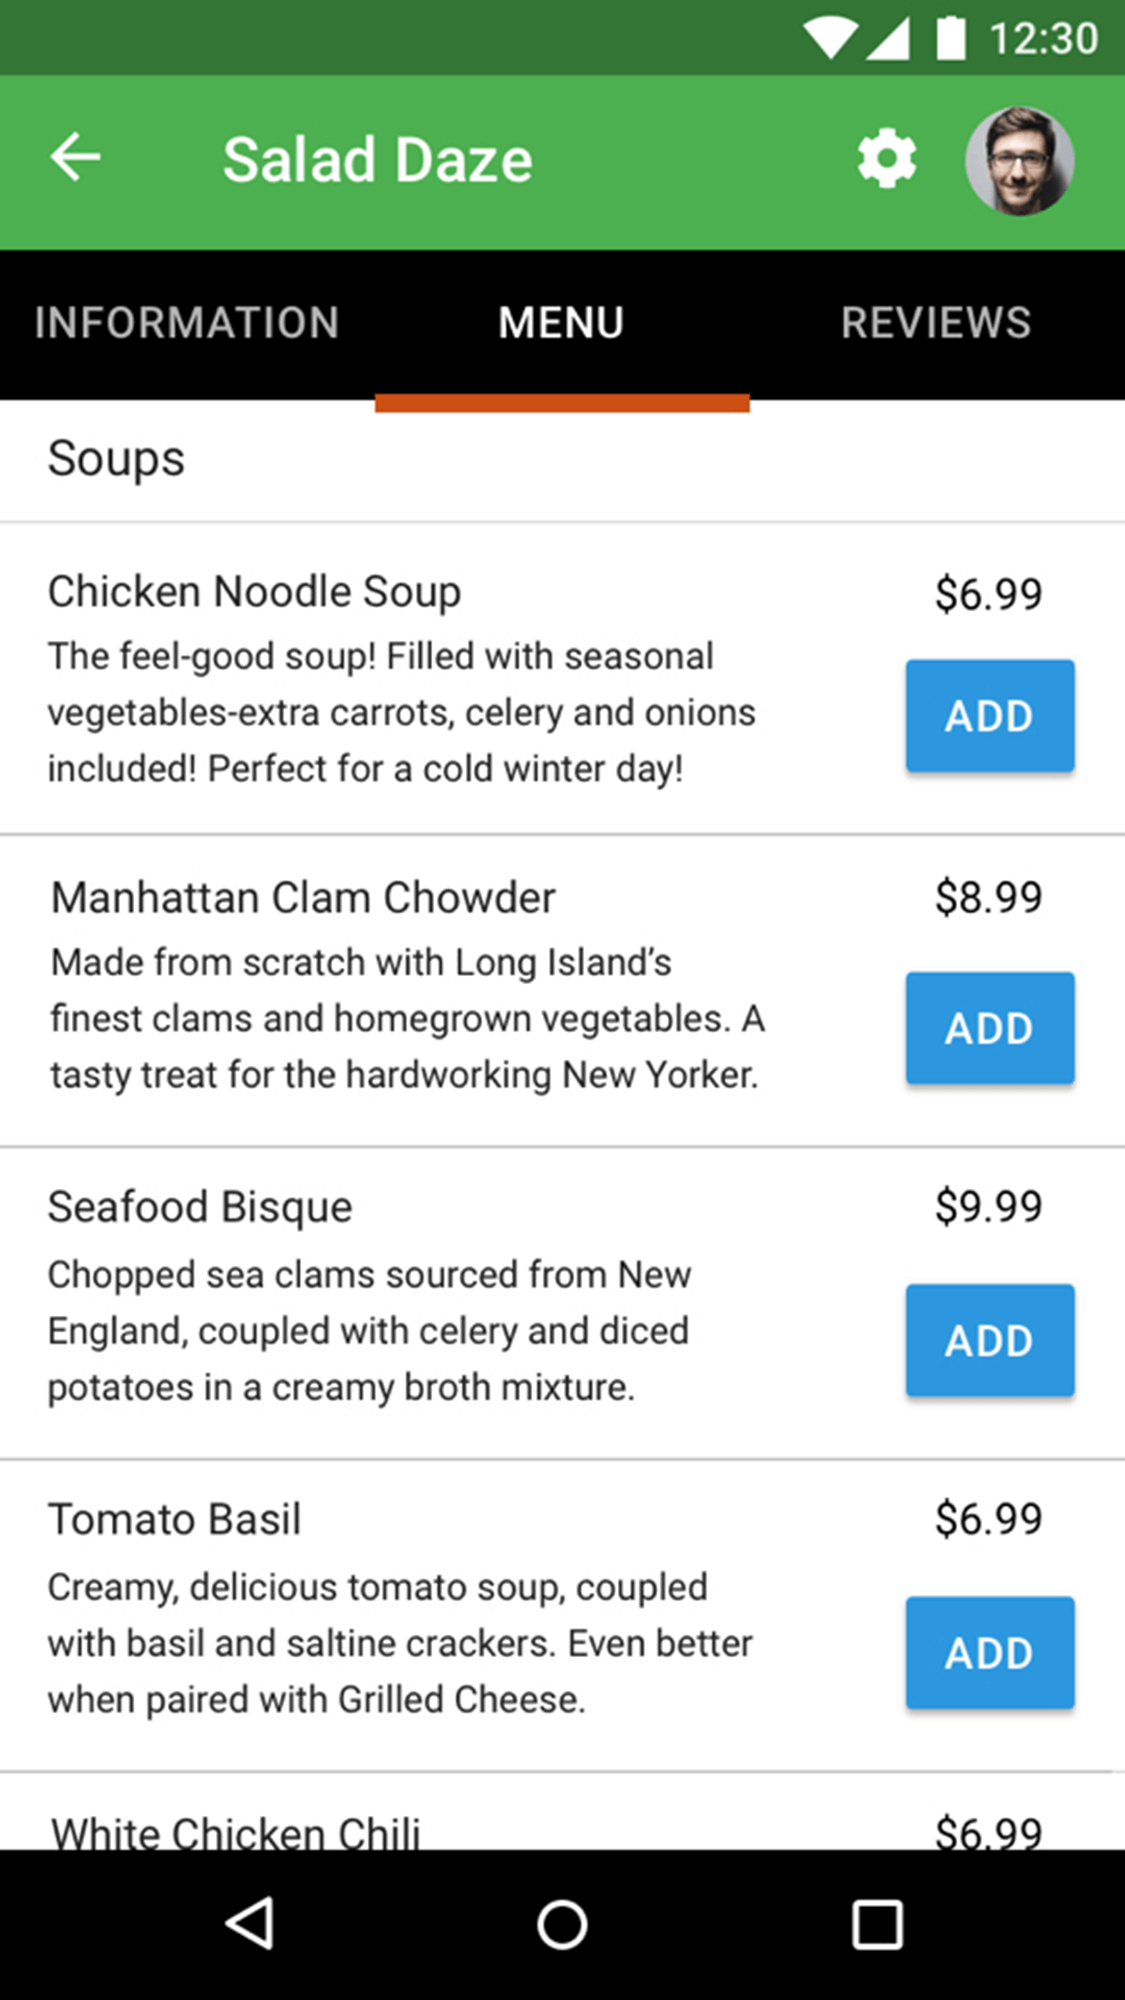 12:30
Salad Daze
INFORMATION
MENU
REVIEWS
Soups
Chicken Noodle Soup
$6.99
The feel-good soup! Filled with seasonal
vegetables-extra carrots, celery and onions
included! Perfect for a cold winter day!
ADD
Manhattan Clam Chowder
$8.99
Made from scratch with Long Island’s
finest clams and homegrown vegetables. A
tasty treat for the hardworking New Yorker.
ADD
Seafood Bisque
$9.99
Chopped sea clams sourced from New
England, coupled with celery and diced
potatoes in a creamy broth mixture.
ADD
Tomato Basil
$6.99
Creamy, delicious tomato soup, coupled
with basil and saltine crackers. Even better
when paired with Grilled Cheese.
ADD
White Chicken Chili
$6.99